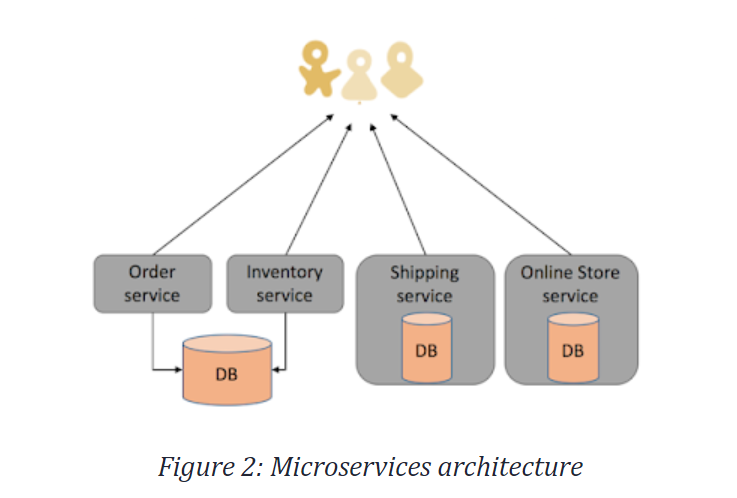 Order
service
Inventory
service
Shipping
service
Online Store
service
DB
DB
DB
Figure 2: Microservices architecture